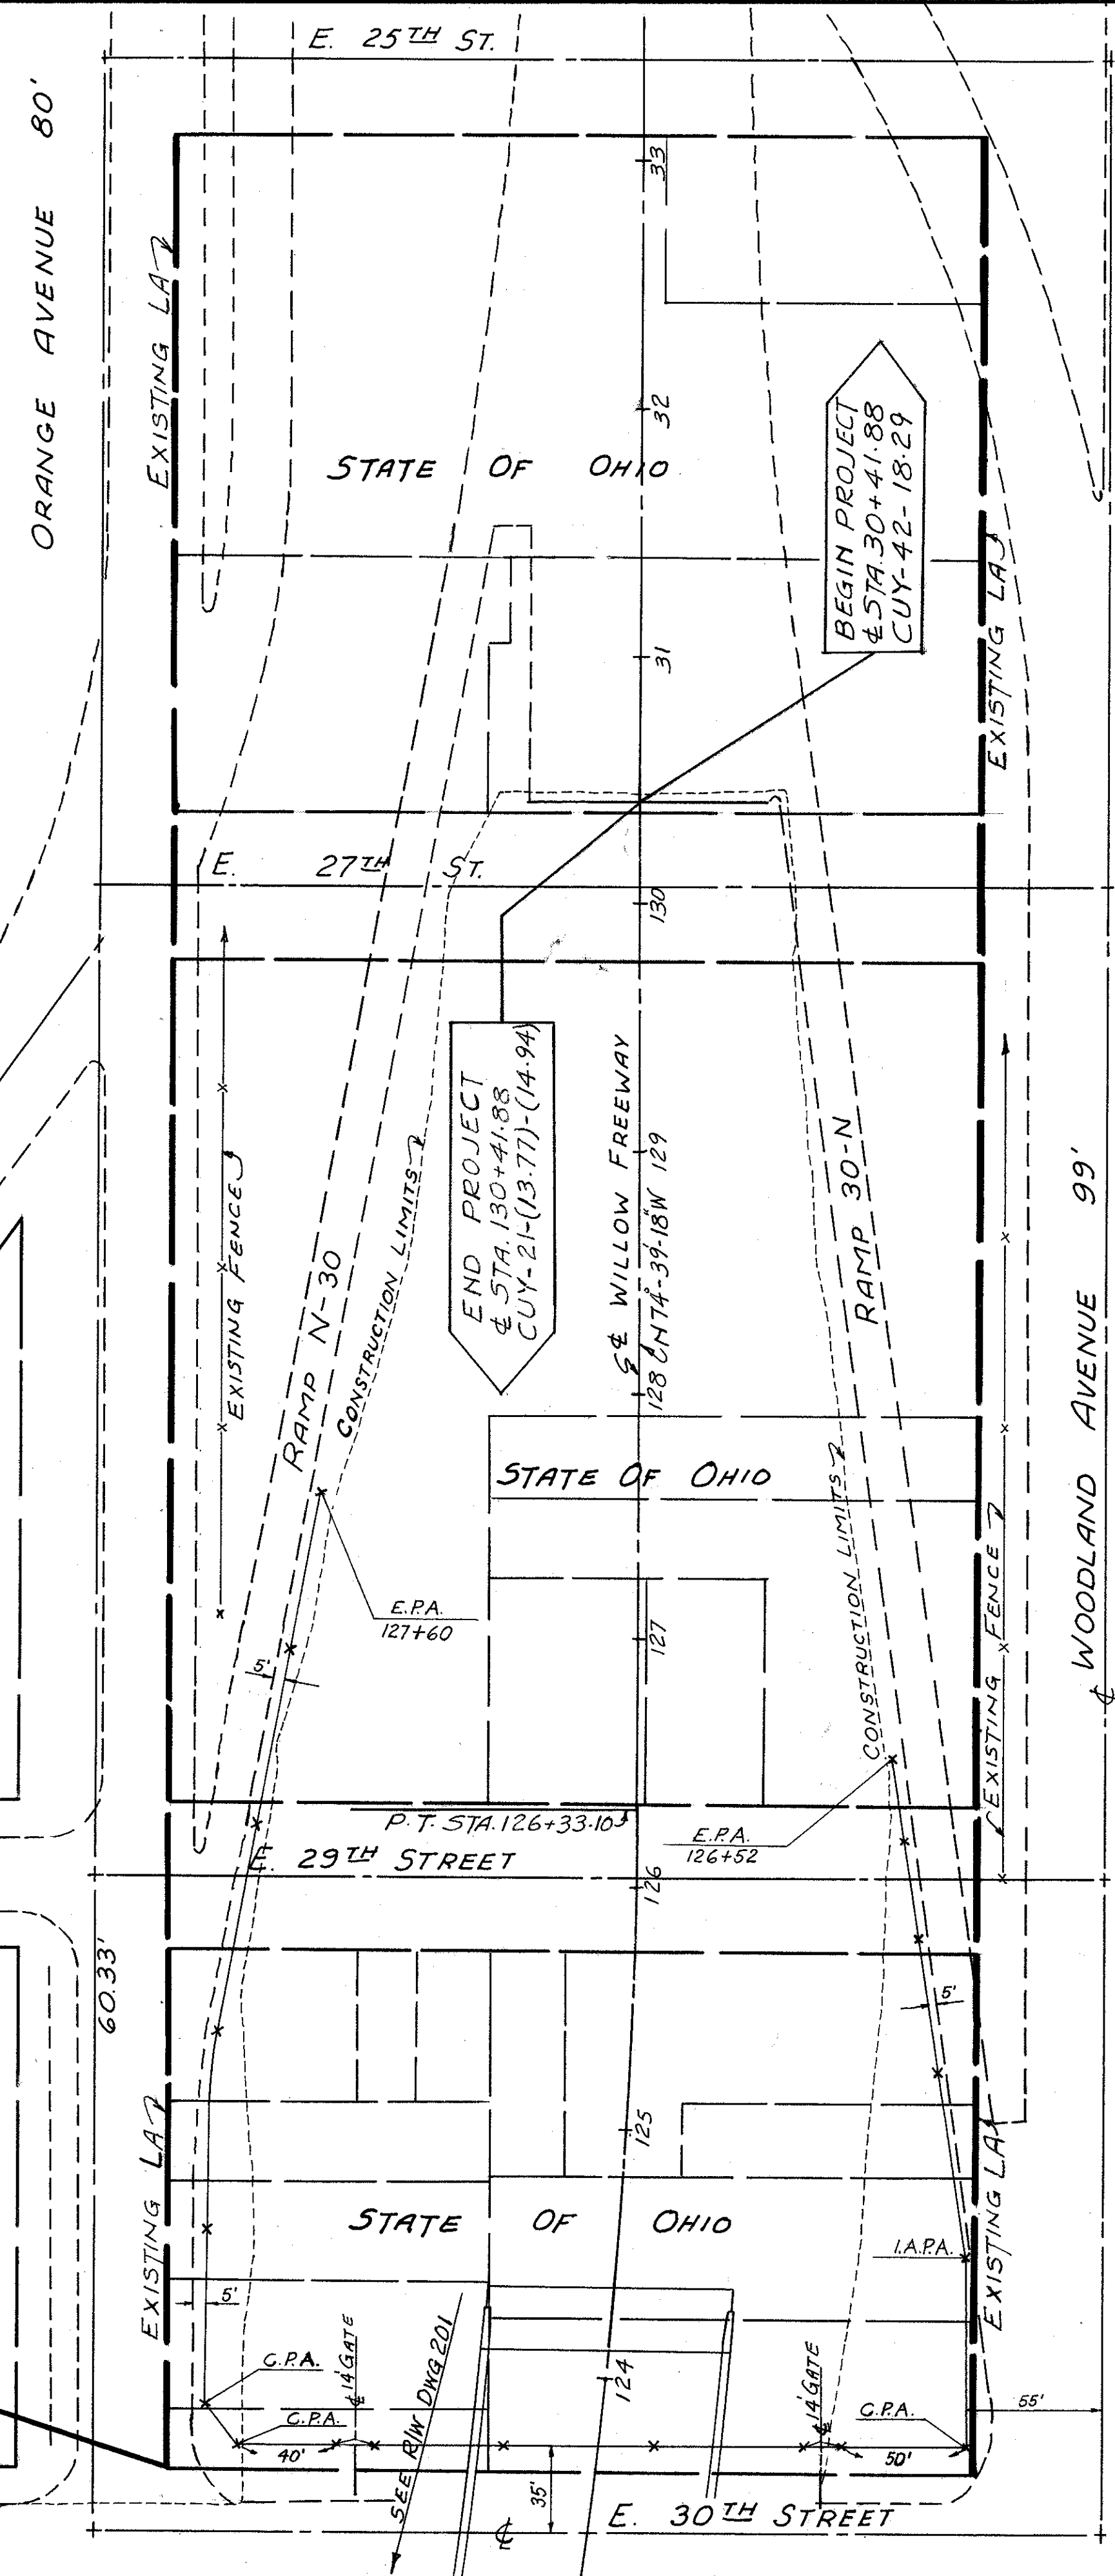 E. 25TH ST.
ORANGE AVENUE 80'
33
EXISTING LA
32
STATE OF OHIO
BEGIN PROJECT
℄ STA.30+41.88
CUY-42-18.29
EXISTING LA
31
E. 27TH ST.
130
END PROJECT
℄ STA.130+41.88
CUY-21-(13.77)-(14.94)
℄ WILLOW FREEWAY
129
128
RAMP 30-N
EXISTING FENCE
RAMP N-30
CONSTRUCTION LIMITS
WOODLAND AVENUE 99'
℄
STATE OF OHIO
CONSTRUCTION LIMITS
EXISTING FENCE
E.P.A.
127+60
127
5'
P.T. STA.126+33.10
E.P.A.
126+52
E. 29TH STREET
126
60.33'
5'
125
EXISTING LA
EXISTING LA
STATE OF OHIO
I.A.P.A.
5'
C.P.A.
℄ 14' GATE
SEE R/W DWG 201
124
℄ 14' GATE
C.P.A.
C.P.A.
55'
40'
50'
35'
℄
E. 30TH STREET